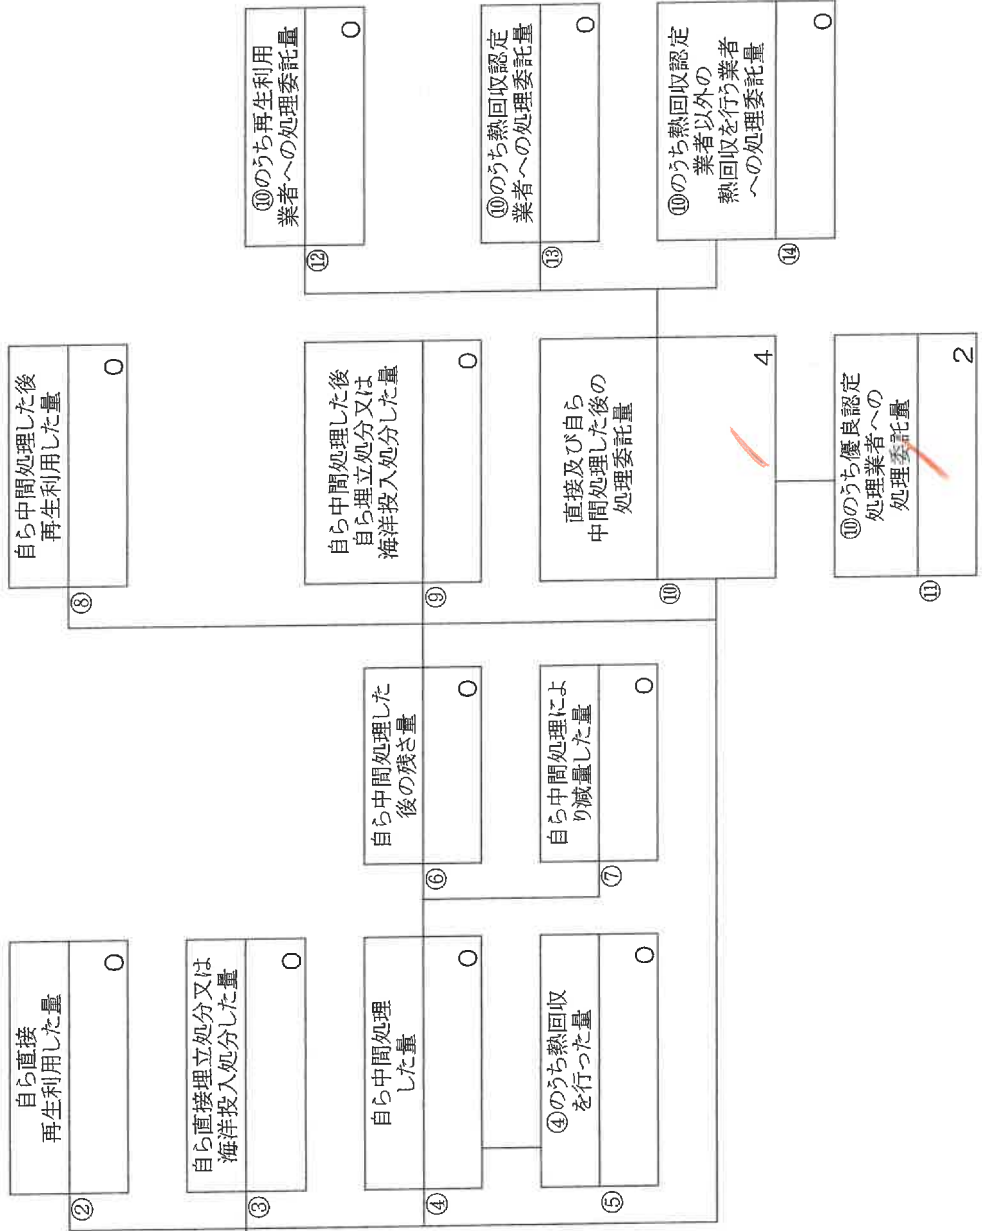 ②
自ら直接
再生利用した量
0
③
自ら直接埋立処分又は
海洋投入処分した量
0
④
自ら中間処理
した量
0
⑤
④のうち熱回収
を行った量
0
⑥
自ら中間処理した
後の残さ量
0
⑦
自ら中間処理によ
り減量した量
0
⑧
自ら中間処理した後
再生利用した量
0
⑨
自ら中間処理した後
自ら埋立処分又は
海洋投入処分した量
0
⑩
直接及び自ら
中間処理した後の
処理委託量
4
⑪
⑩のうち優良認定
処理業者への
処理委託量
2
⑫
⑩のうち再生利用
業者への処理委託量
0
⑬
⑩のうち熱回収認定
業者への処理委託量
0
⑭
⑩のうち熱回収認定
業者以外の
熱回収を行う業者
への処理委託量
0